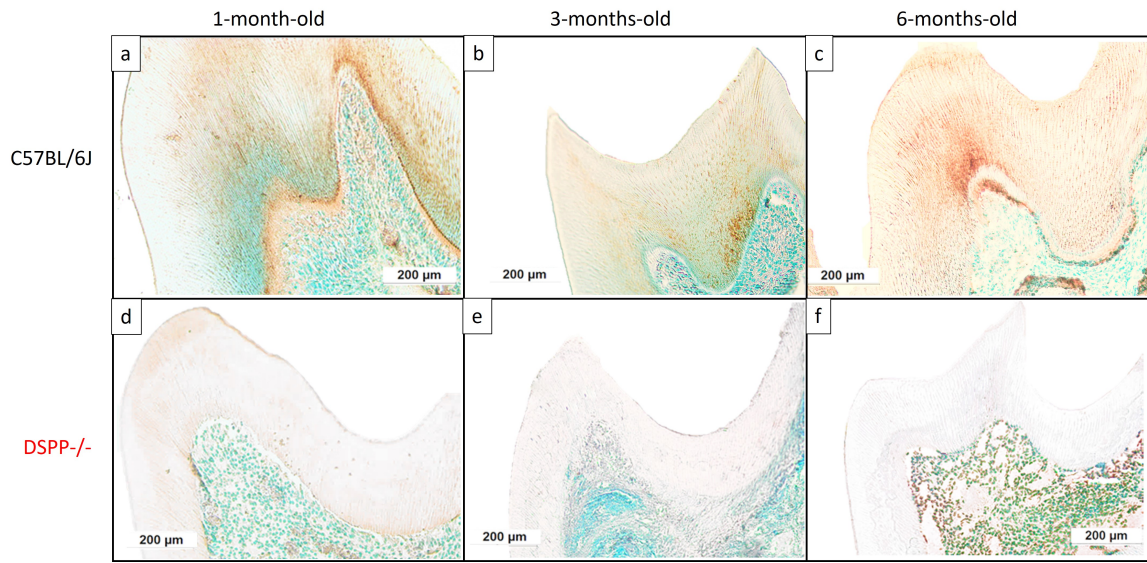 1-month-old 3-months-old 6-months-old
a b c
C57BL/6J
200 µm 200 µm 200 µm
d e f
DSPP-/-
200 µm 200 µm 200 µm